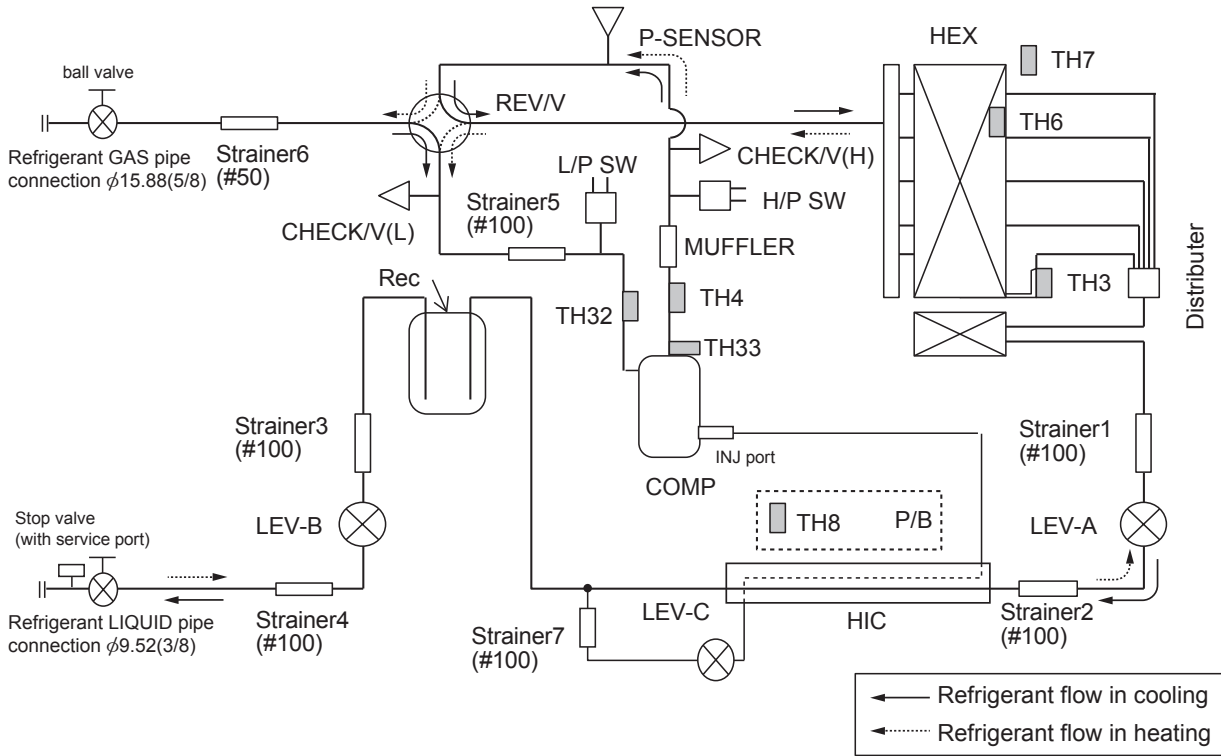 P-SENSOR
HEX
TH7
ball valve
REV/V
TH6
Refrigerant GAS pipe
connection ϕ15.88(5/8)
Strainer6
(#50)
CHECK/V(H)
L/P SW
Strainer5
(#100)
H/P SW
CHECK/V(L)
MUFFLER
Rec
TH32
TH4
TH3
Distributer
TH33
Strainer3
(#100)
Strainer1
(#100)
INJ port
COMP
Stop valve
(with service port)
LEV-B
TH8
P/B
LEV-A
Refrigerant LIQUID pipe
connection ϕ9.52(3/8)
Strainer4
(#100)
LEV-C
HIC
Strainer2
(#100)
Strainer7
(#100)
Refrigerant flow in cooling
Refrigerant flow in heating